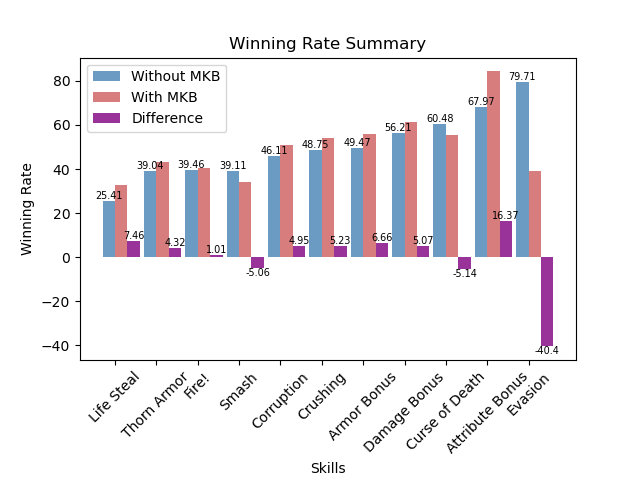 Winning Rate Summary
Without MKB
With MKB
Difference
Winning Rate
80
60
40
20
0
−20
−40
25.41
7.46
39.04
4.32
39.46
1.01
39.11
-5.06
46.11
4.95
48.75
5.23
49.47
6.66
56.21
5.07
60.48
-5.14
67.97
16.37
79.71
-40.4
Life Steal
Thorn Armor
Fire!
Smash
Corruption
Crushing
Armor Bonus
Damage Bonus
Curse of Death
Attribute Bonus
Evasion
Skills